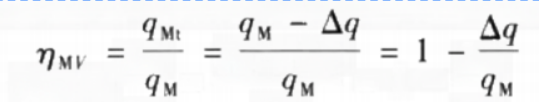 η_MV = q_Mt / q_M = (q_M − Δq) / q_M = 1 − Δq / q_M